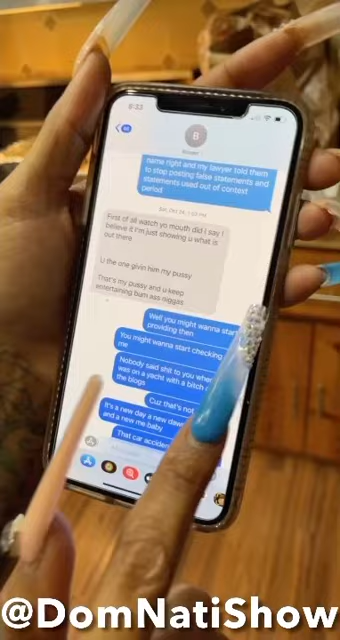 5:33
B
name right and my lawyer told them
to stop posting false statements and
statements used out of context
period
First of all watch yo mouth did i say I
believe it I'm just showing u what is
out there
U the one givin him my pussy
That's my pussy and u keep
entertaining bum ass niggas
Well you might wanna start
providing then
You might wanna start checking
me
Nobody said shit to you when
was on a yacht with a bitch
the blogs
Cuz that's not
It's a new day a new dawn
and a new me baby
That car accident
@DomNatiShow